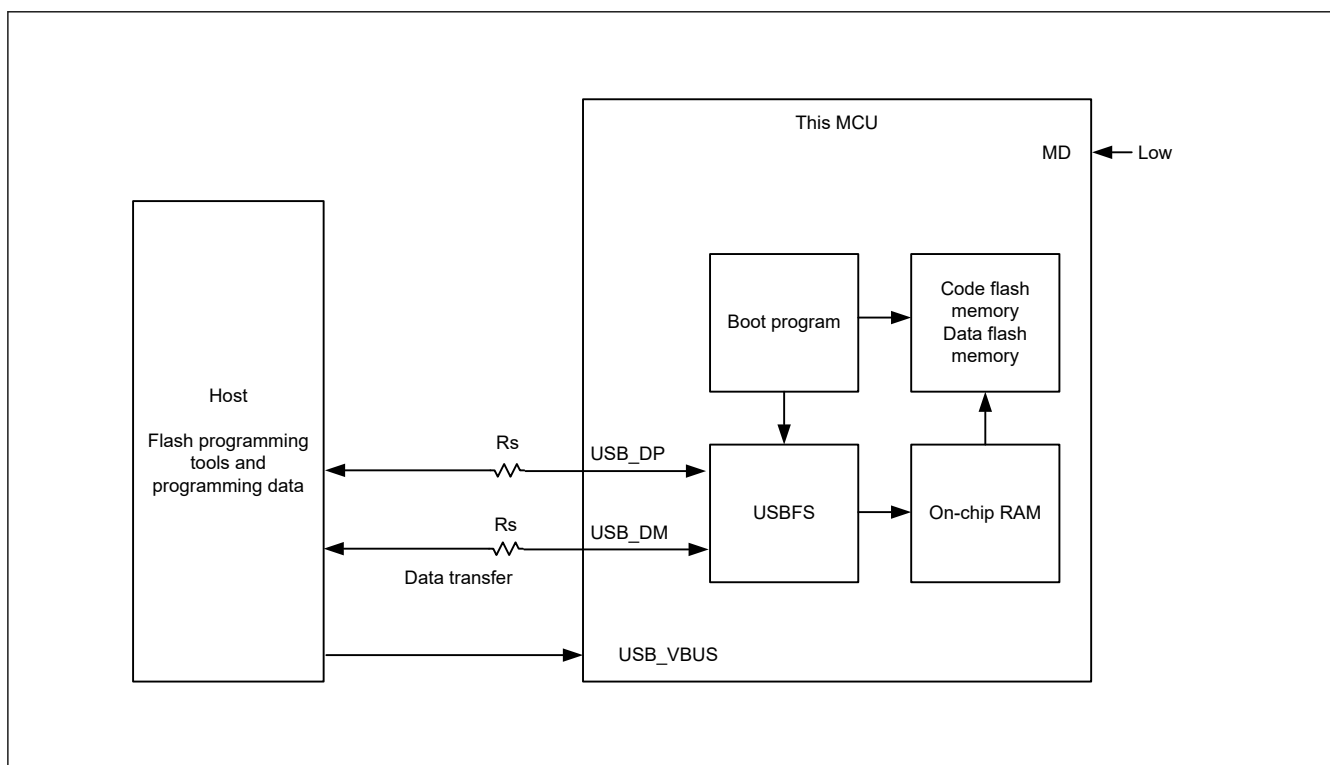 This MCU
MD
Low
Host
Flash programming
tools and
programming data
Boot program
Code flash
memory
Data flash
memory
Rs
USB_DP
Rs
USB_DM
Data transfer
USBFS
On-chip RAM
USB_VBUS